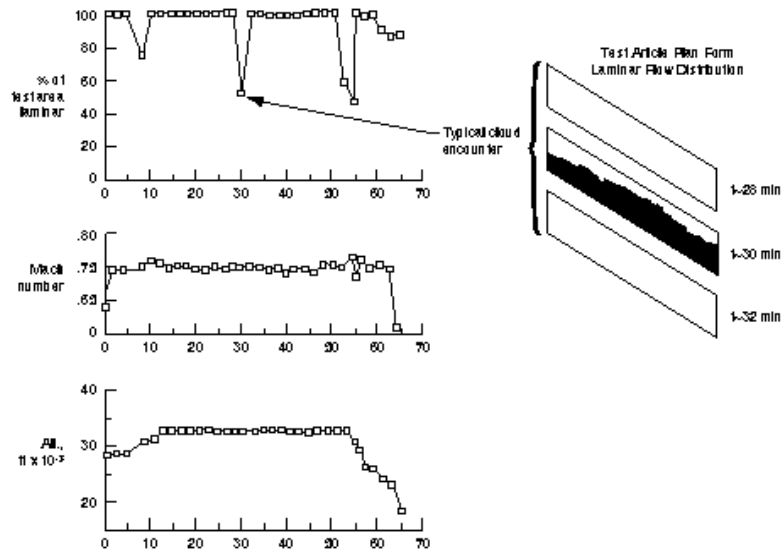 100
80
60
40
20
0
% of
test area
laminar
0 10 20 30 40 50 60 70
Typical cloud
encounter
Test Article Plan Form
Laminar Flow Distribution
t~28 min
t~30 min
t~32 min
.80
Mach
number
0
0 10 20 30 40 50 60 70
40
30
20
Alt.,
ft x 10⁻³
0 10 20 30 40 50 60 70